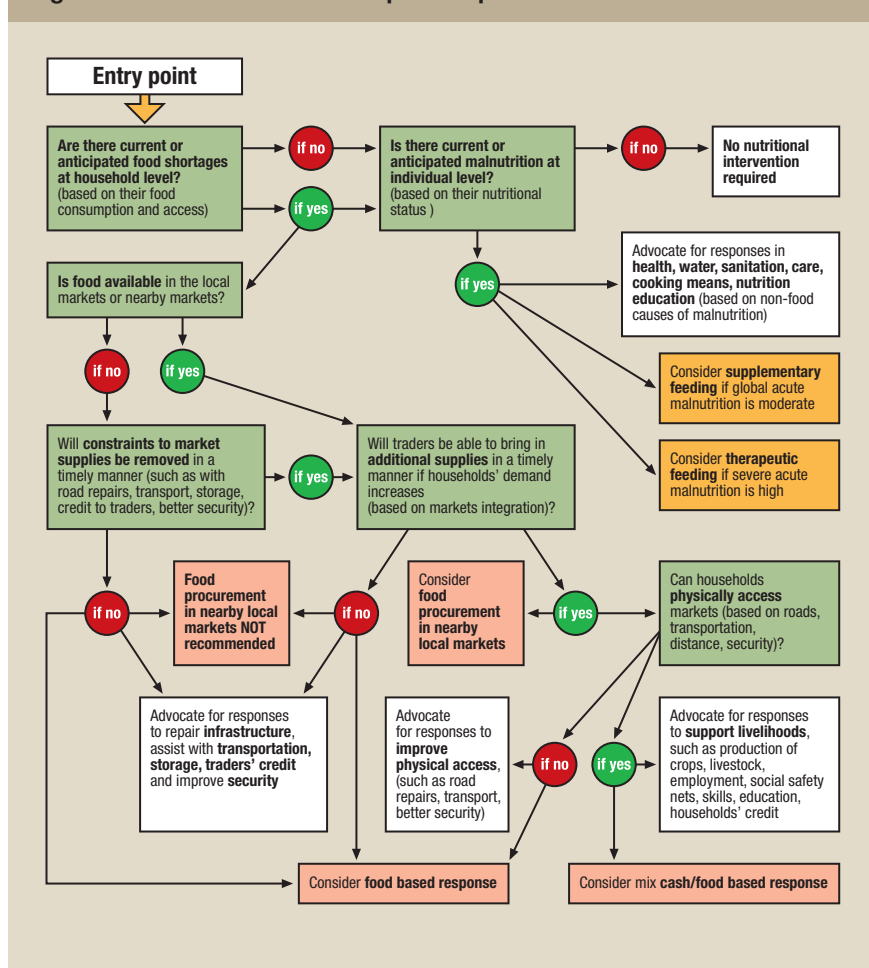 Entry point
Are there current or
anticipated food shortages
at household level?
(based on their food
consumption and access)
if no
if yes
Is there current or
anticipated malnutrition at
individual level?
(based on their nutritional
status )
if no
No nutritional
intervention
required
Is food available in the local
markets or nearby markets?
if yes
Advocate for responses in
health, water, sanitation, care,
cooking means, nutrition
education (based on non-food
causes of malnutrition)
if no
if yes
Consider supplementary
feeding if global acute
malnutrition is moderate
Consider therapeutic
feeding if severe acute
malnutrition is high
Will constraints to market
supplies be removed in a
timely manner (such as with
road repairs, transport, storage,
credit to traders, better security)?
if yes
Will traders be able to bring in
additional supplies in a timely
manner if households’ demand
increases
(based on markets integration)?
if no
Food
procurement
in nearby local
markets NOT
recommended
if no
Consider
food
procurement
in nearby
local markets
if yes
Can households
physically access
markets (based on roads,
transportation,
distance, security)?
Advocate for responses
to repair infrastructure,
assist with transportation,
storage, traders’ credit
and improve security
Advocate
for responses to
improve
physical access,
(such as road
repairs, transport,
better security)
if no
if yes
Advocate for responses
to support livelihoods,
such as production of
crops, livestock,
employment, social safety
nets, skills, education,
households’ credit
Consider food based response
Consider mix cash/food based response